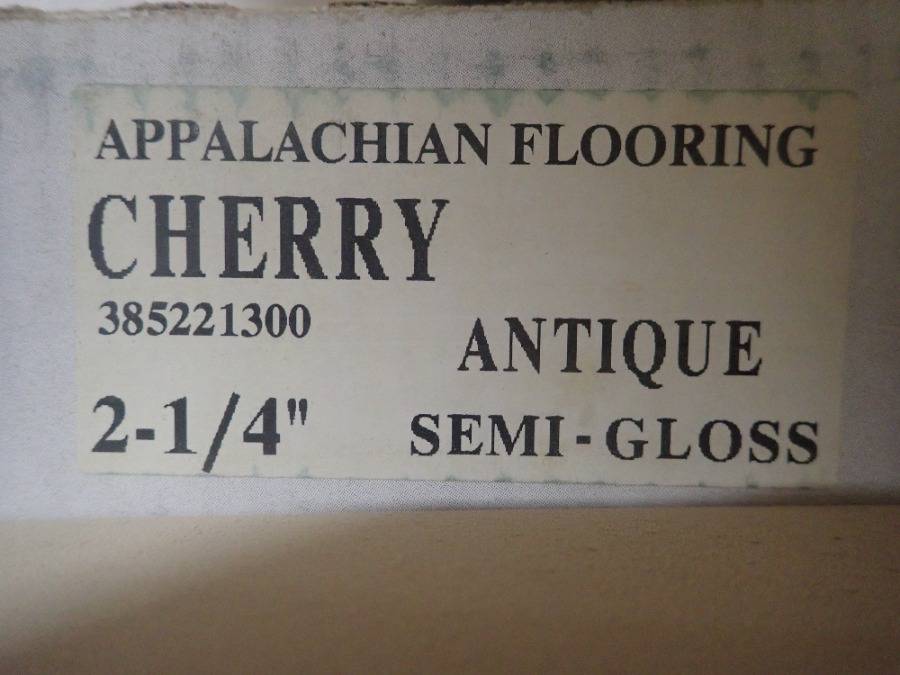 APPALACHIAN FLOORING
CHERRY
385221300
ANTIQUE
2-1/4"
SEMI-GLOSS